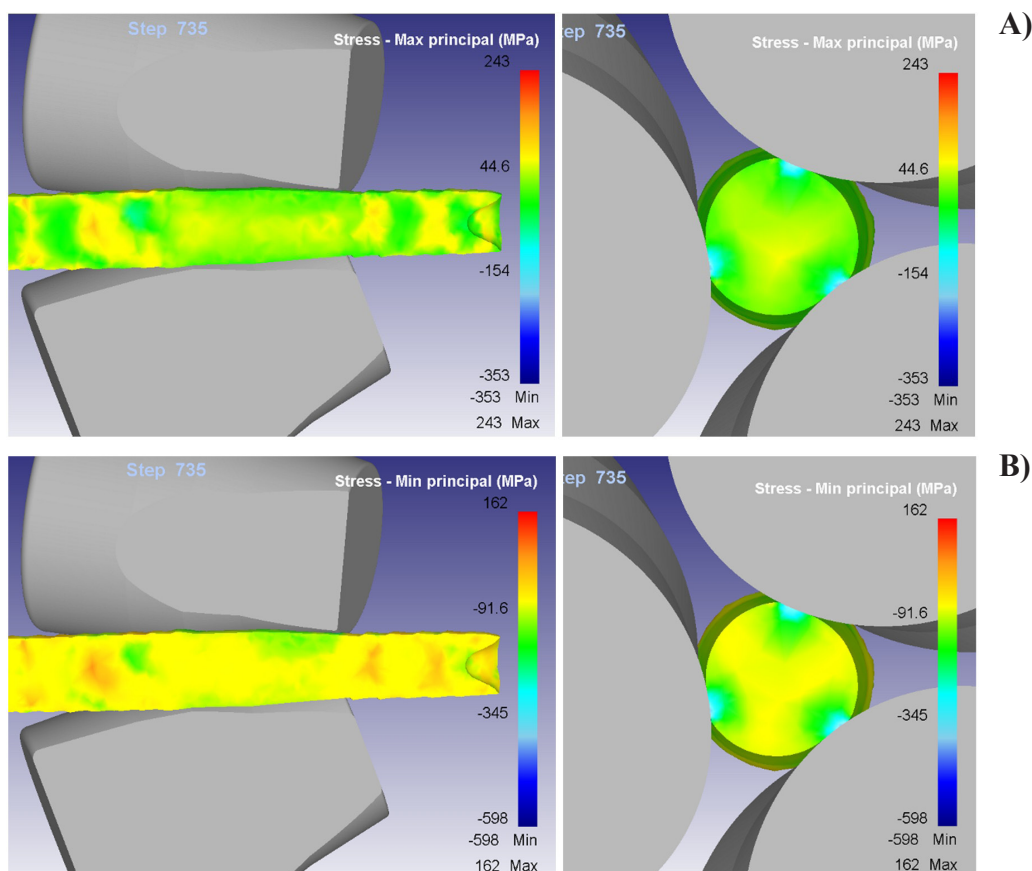 A)
Step 735
Stress - Max principal (MPa)
243
44.6
-154
-353
-353 Min
243 Max
tep 735
Stress - Max principal (MPa)
243
44.6
-154
-353
-353 Min
243 Max
B)
Step 735
Stress - Min principal (MPa)
162
-91.6
-345
-598
-598 Min
162 Max
tep 735
Stress - Min principal (MPa)
162
-91.6
-345
-598
-598 Min
162 Max